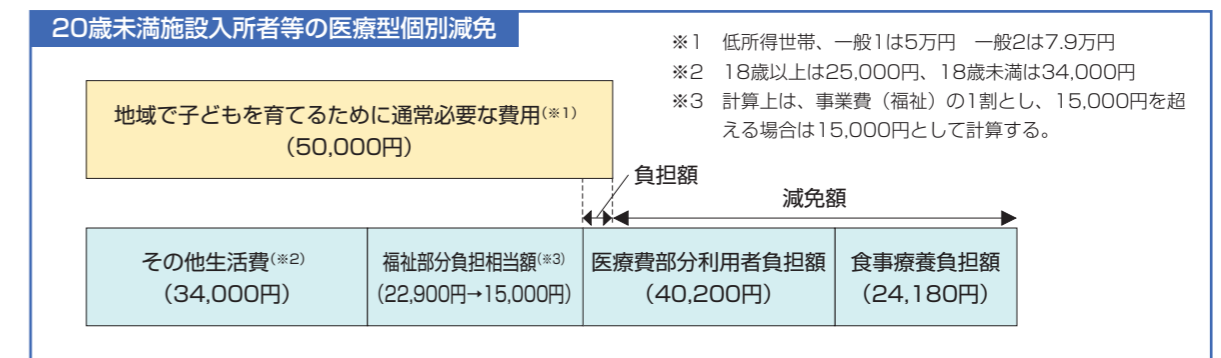 20歳未満施設入所者等の医療型個別減免
※1 低所得世帯、一般1は5万円 一般2は7.9万円
※2 18歳以上は25,000円、18歳未満は34,000円
※3 計算上は、事業費（福祉）の1割とし、15,000円を超
える場合は15,000円として計算する。
地域で子どもを育てるために通常必要な費用(※1)
（50,000円）
負担額
減免額
その他生活費(※2)
（34,000円）
福祉部分負担相当額(※3)
（22,900円→15,000円）
医療費部分利用者負担額
（40,200円）
食事療養負担額
（24,180円）